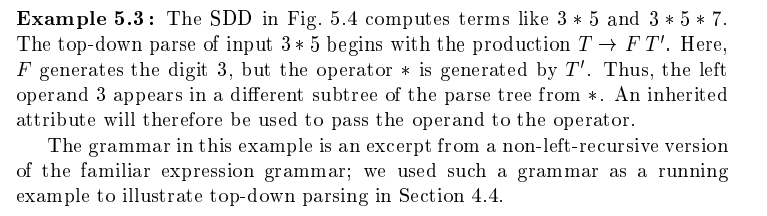 Example 5.3: The SDD in Fig. 5.4 computes terms like 3 * 5 and 3 * 5 * 7.
The top-down parse of input 3 * 5 begins with the production T → F T′. Here,
F generates the digit 3, but the operator * is generated by T′. Thus, the left
operand 3 appears in a different subtree of the parse tree from *. An inherited
attribute will therefore be used to pass the operand to the operator.
The grammar in this example is an excerpt from a non-left-recursive version
of the familiar expression grammar; we used such a grammar as a running
example to illustrate top-down parsing in Section 4.4.